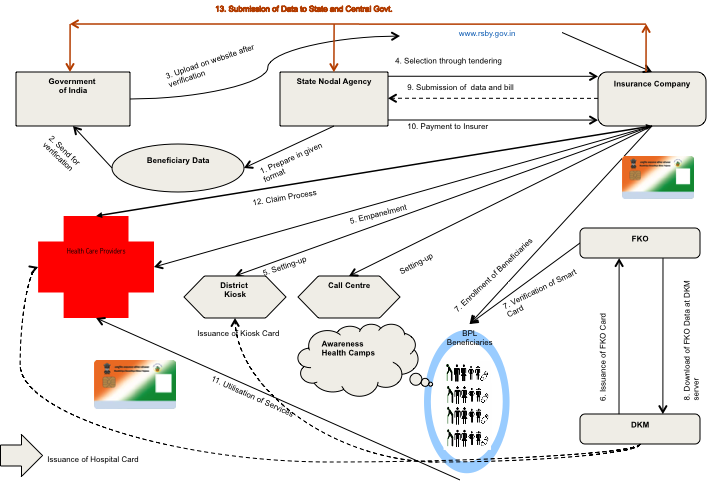 13. Submission of Data to State and Central Govt.
www.rsby.gov.in
3. Upload on website after
verification
4. Selection through tendering
Government
of India
State Nodal Agency
Insurance Company
9. Submission of data and bill
10. Payment to Insurer
2. Send for
verification
Beneficiary Data
1. Prepare in given
format
12. Claim Process
5. Empanelment
Health Care Providers
FKO
5. Setting-up
Setting-up
7. Enrollment of Beneficiaries
7. Verification of Smart
Card
District
Kiosk
Call Centre
6. Issuance of FKO Card
8. Download of FKO Data at DKM
server
Issuance of Kiosk Card
BPL
Beneficiaries
Awareness
Health Camps
11. Utilisation of Services
DKM
Issuance of Hospital Card